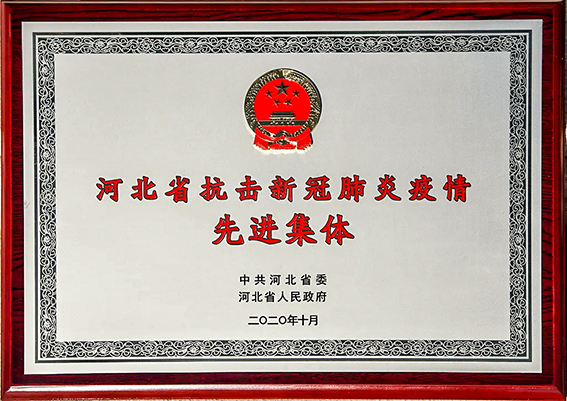 河北省抗击新冠肺炎疫情
先进集体
中共河北省委
河北省人民政府
二〇二〇年十月